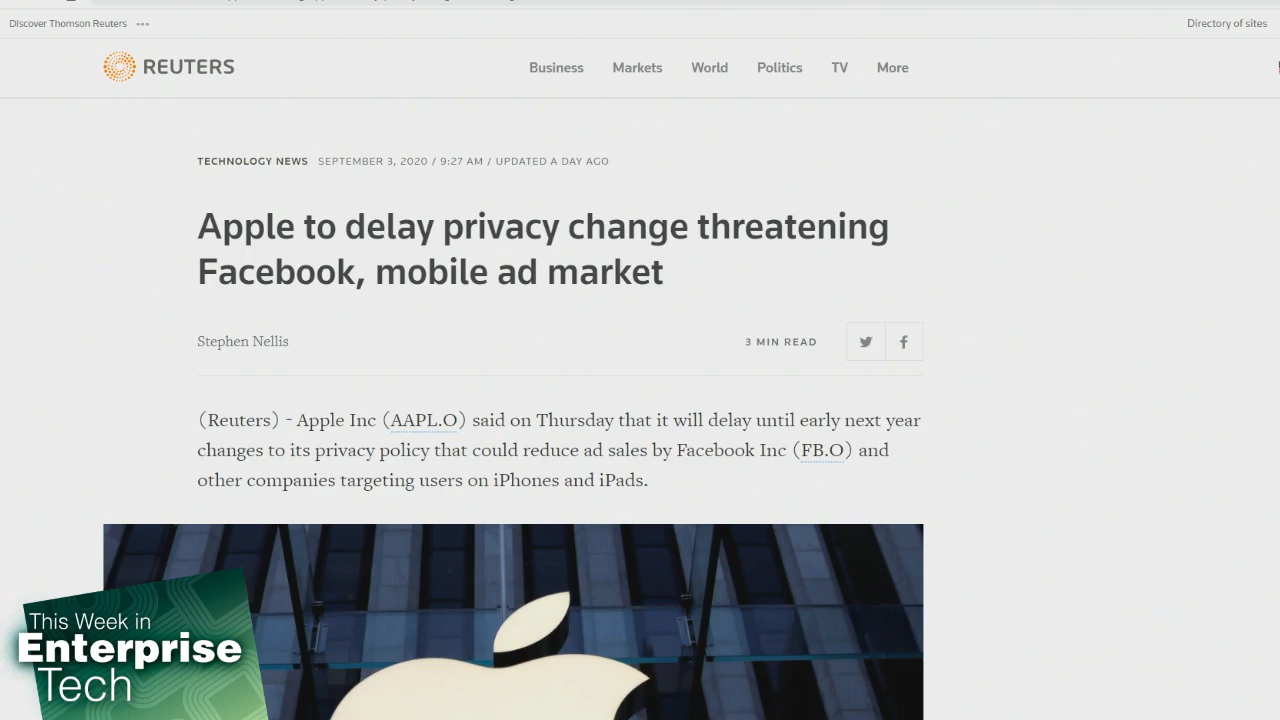 Discover Thomson Reuters
Directory of sites
REUTERS
Business Markets World Politics TV More
TECHNOLOGY NEWS SEPTEMBER 3, 2020 / 9:27 AM / UPDATED A DAY AGO
Apple to delay privacy change threatening
Facebook, mobile ad market
Stephen Nellis
3 MIN READ
(Reuters) - Apple Inc (AAPL.O) said on Thursday that it will delay until early next year
changes to its privacy policy that could reduce ad sales by Facebook Inc (FB.O) and
other companies targeting users on iPhones and iPads.
This Week in
Enterprise
Tech